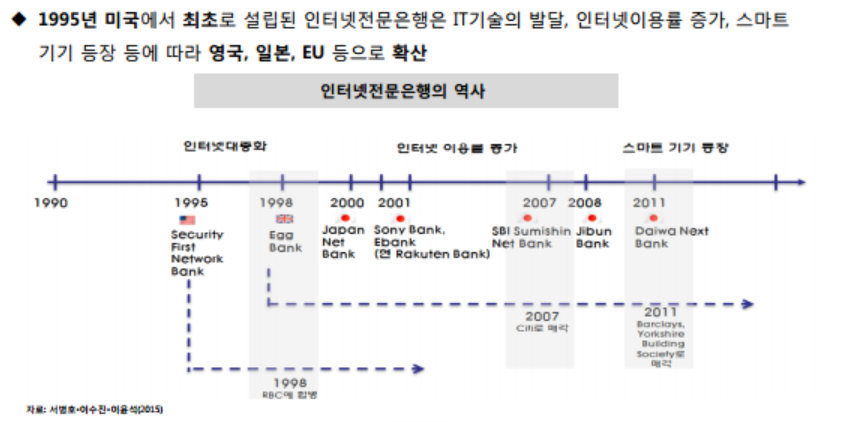 ◆ 1995년 미국에서 최초로 설립된 인터넷전문은행은 IT기술의 발달, 인터넷이용률 증가, 스마트
기기 등장 등에 따라 영국, 일본, EU 등으로 확산
인터넷전문은행의 역사
인터넷대중화
인터넷 이용률 증가
스마트 기기 등장
1990
1995
1998
2000
2001
2007
2008
2011
Security
First
Network
Bank
Egg
Bank
Japan
Net
Bank
Sony Bank,
Ebank
(현 Rakuten Bank)
SBI Sumishin
Net Bank
Jibun
Bank
Daiwa Next
Bank
2007
Citi로 매각
2011
Barclays,
Yorkshire
Building
Society로
매각
1998
RBC에 합병
자료: 서병호•이수진•이윤석(2015)